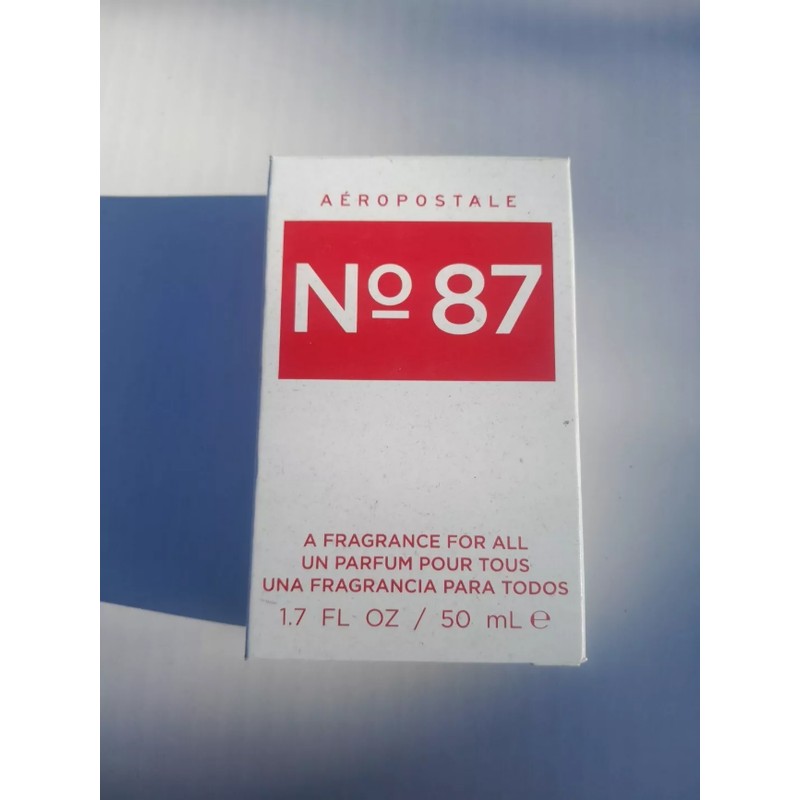 AÉROPOSTALE
Nº 87
A FRAGRANCE FOR ALL
UN PARFUM POUR TOUS
UNA FRAGRANCIA PARA TODOS
1.7 FL OZ / 50 mL ℮